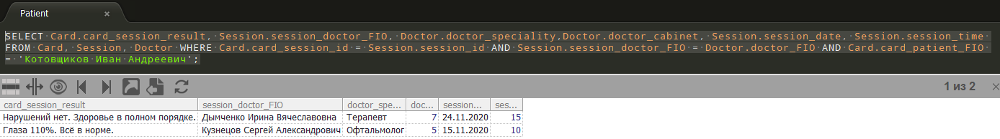 Patient
SELECT Card.card_session_result, Session.session_doctor_FIO, Doctor.doctor_speciality,Doctor.doctor_cabinet, Session.session_date, Session.session_time
FROM Card, Session, Doctor WHERE Card.card_session_id = Session.session_id AND Session.session_doctor_FIO = Doctor.doctor_FIO AND Card.card_patient_FIO
= 'Котовщиков Иван Андреевич';
1 из 2
card_session_result session_doctor_FIO doctor_spe... doc... session... ses...
Нарушений нет. Здоровье в полном порядке. Дымченко Ирина Вячеславовна Терапевт 7 24.11.2020 15
Глаза 110%. Всё в норме. Кузнецов Сергей Александрович Офтальмолог 5 15.11.2020 10